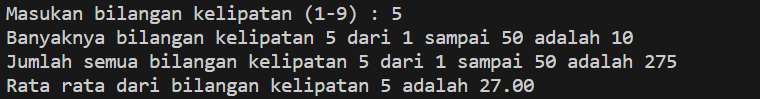 Masukan bilangan kelipatan (1-9) : 5
Banyaknya bilangan kelipatan 5 dari 1 sampai 50 adalah 10
Jumlah semua bilangan kelipatan 5 dari 1 sampai 50 adalah 275
Rata rata dari bilangan kelipatan 5 adalah 27.00